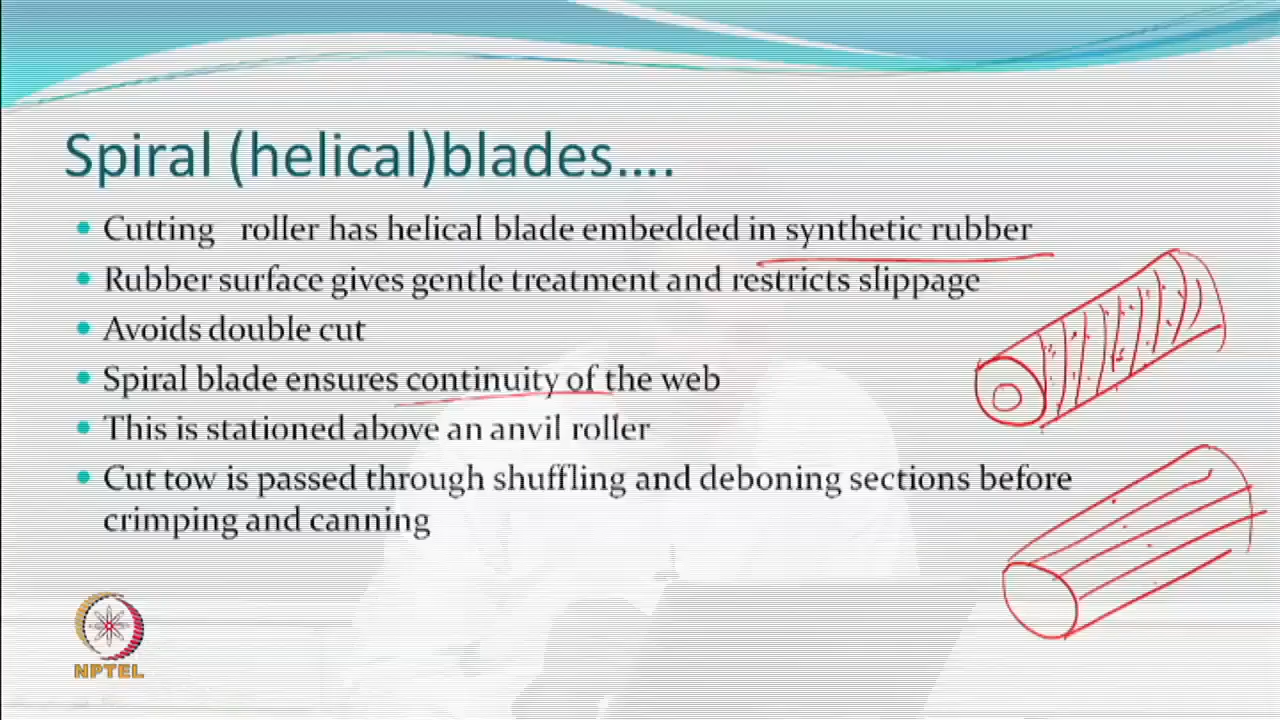 Spiral (helical)blades....
Cutting roller has helical blade embedded in synthetic rubber
Rubber surface gives gentle treatment and restricts slippage
Avoids double cut
Spiral blade ensures continuity of the web
This is stationed above an anvil roller
Cut tow is passed through shuffling and deboning sections before
crimping and canning
NPTEL